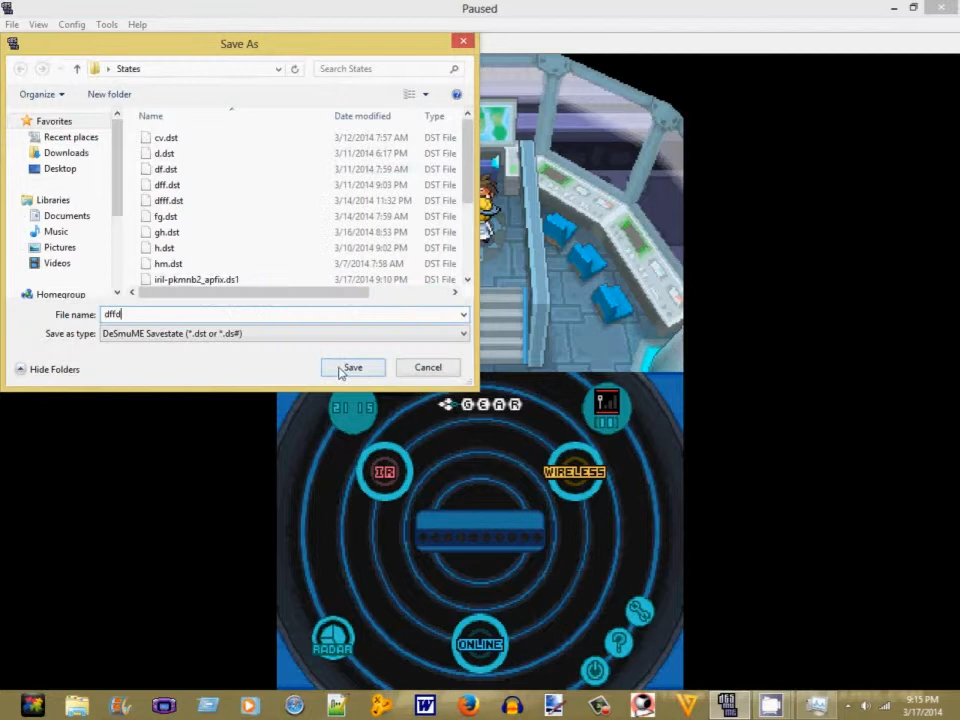 Paused
File View Config Tools Help
Save As
States
Search States
Organize New folder
Name Date modified Type
Favorites
Recent places
Downloads
Desktop
Libraries
Documents
Music
Pictures
Videos
Homegroup
cv.dst 3/12/2014 7:57 AM DST File
d.dst 3/11/2014 6:17 PM DST File
df.dst 3/11/2014 7:59 AM DST File
dff.dst 3/11/2014 9:03 PM DST File
dfff.dst 3/14/2014 11:32 PM DST File
fg.dst 3/14/2014 7:59 AM DST File
gh.dst 3/16/2014 8:53 PM DST File
h.dst 3/10/2014 9:02 PM DST File
hm.dst 3/7/2014 7:58 AM DST File
iril-pkmnb2_apfix.ds1 3/17/2014 9:10 PM DS1 File
File name: dffd
Save as type: DeSmuME Savestate (*.dst or *.ds#)
Hide Folders Save Cancel
21:15 GEAR
IR WIRELESS
RADAR ONLINE ?
9:15 PM
3/17/2014